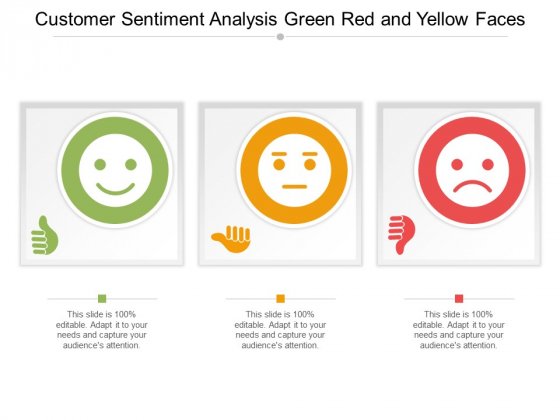 Customer Sentiment Analysis Green Red and Yellow Faces
This slide is 100%
editable. Adapt it to your
needs and capture your
audience's attention.
This slide is 100%
editable. Adapt it to your
needs and capture your
audience's attention.
This slide is 100%
editable. Adapt it to your
needs and capture your
audience's attention.